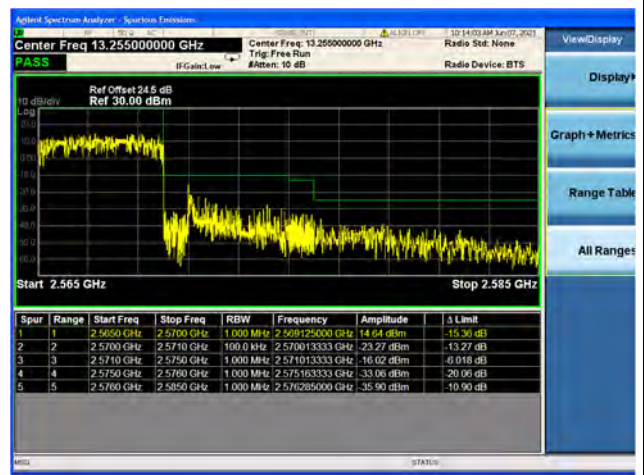 Agilent Spectrum Analyzer - Spurious Emissions
Center Freq 13.255000000 GHz
Center Freq: 13.255000000 GHz
10:14:03 AM Jun 07, 2021
Radio Std: None
View/Display
Trig: Free Run
PASS
IFGain:Low
#Atten: 10 dB
Radio Device: BTS
Display
Ref Offset 24.5 dB
10 dB/div
Ref 30.00 dBm
Log
Graph + Metrics
Range Table
All Ranges
Start 2.565 GHz
Stop 2.585 GHz
Spur Range Start Freq Stop Freq RBW Frequency Amplitude Δ Limit
1 1 2.5650 GHz 2.5700 GHz 1.000 MHz 2.569125000 GHz 14.64 dBm -15.36 dB
2 2 2.5700 GHz 2.5710 GHz 100.0 kHz 2.570013333 GHz -23.27 dBm -13.27 dB
3 3 2.5710 GHz 2.5750 GHz 1.000 MHz 2.571013333 GHz -16.02 dBm -6.018 dB
4 4 2.5750 GHz 2.5760 GHz 1.000 MHz 2.575163333 GHz -33.06 dBm -20.06 dB
5 5 2.5760 GHz 2.5850 GHz 1.000 MHz 2.576285000 GHz -35.90 dBm -10.90 dB
MSG
STATUS